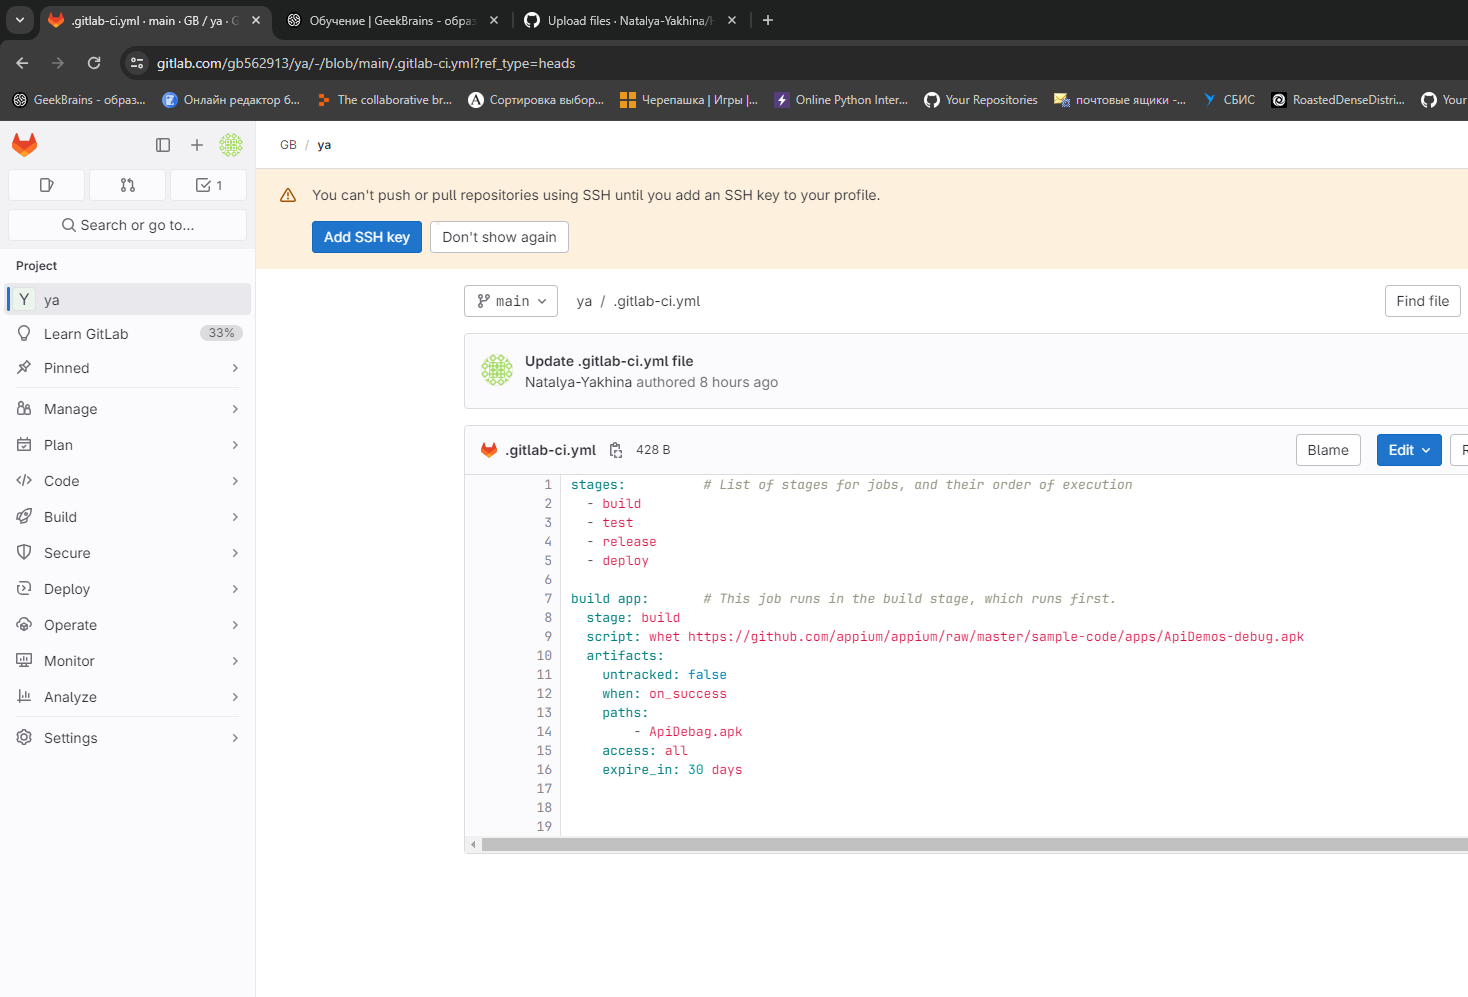 .gitlab-ci.yml · main · GB / ya · G
Обучение | GeekBrains - образ
Upload files · Natalya-Yakhina/
gitlab.com/gb562913/ya/-/blob/main/.gitlab-ci.yml?ref_type=heads
GeekBrains - образ...
Онлайн редактор б...
The collaborative br...
Сортировка выбор...
Черепашка | Игры |...
Online Python Inter...
Your Repositories
почтовые ящики -...
СБИС
RoastedDenseDistri...
Your
1
Search or go to...
Project
Y ya
Learn GitLab 33%
Pinned
Manage
Plan
Code
Build
Secure
Deploy
Operate
Monitor
Analyze
Settings
GB / ya
You can't push or pull repositories using SSH until you add an SSH key to your profile.
Add SSH key Don't show again
main ya / .gitlab-ci.yml Find file
Update .gitlab-ci.yml file
Natalya-Yakhina authored 8 hours ago
.gitlab-ci.yml 428 B Blame Edit R
1 stages: # List of stages for jobs, and their order of execution
2 - build
3 - test
4 - release
5 - deploy
6
7 build app: # This job runs in the build stage, which runs first.
8 stage: build
9 script: whet https://github.com/appium/appium/raw/master/sample-code/apps/ApiDemos-debug.apk
10 artifacts:
11 untracked: false
12 when: on_success
13 paths:
14 - ApiDebag.apk
15 access: all
16 expire_in: 30 days
17
18
19